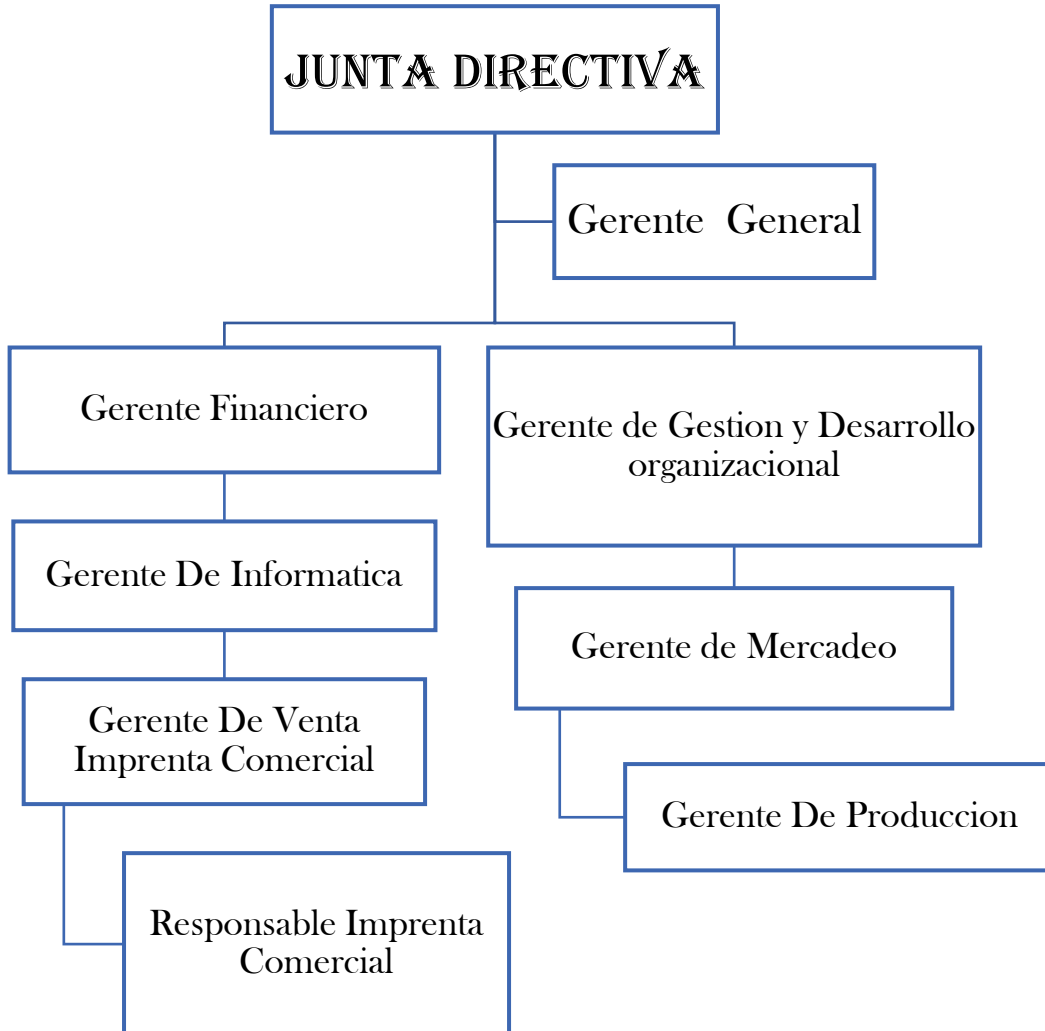 JUNTA DIRECTIVA
Gerente General
Gerente Financiero
Gerente de Gestion y Desarrollo
organizacional
Gerente De Informatica
Gerente de Mercadeo
Gerente De Venta
Imprenta Comercial
Gerente De Produccion
Responsable Imprenta
Comercial